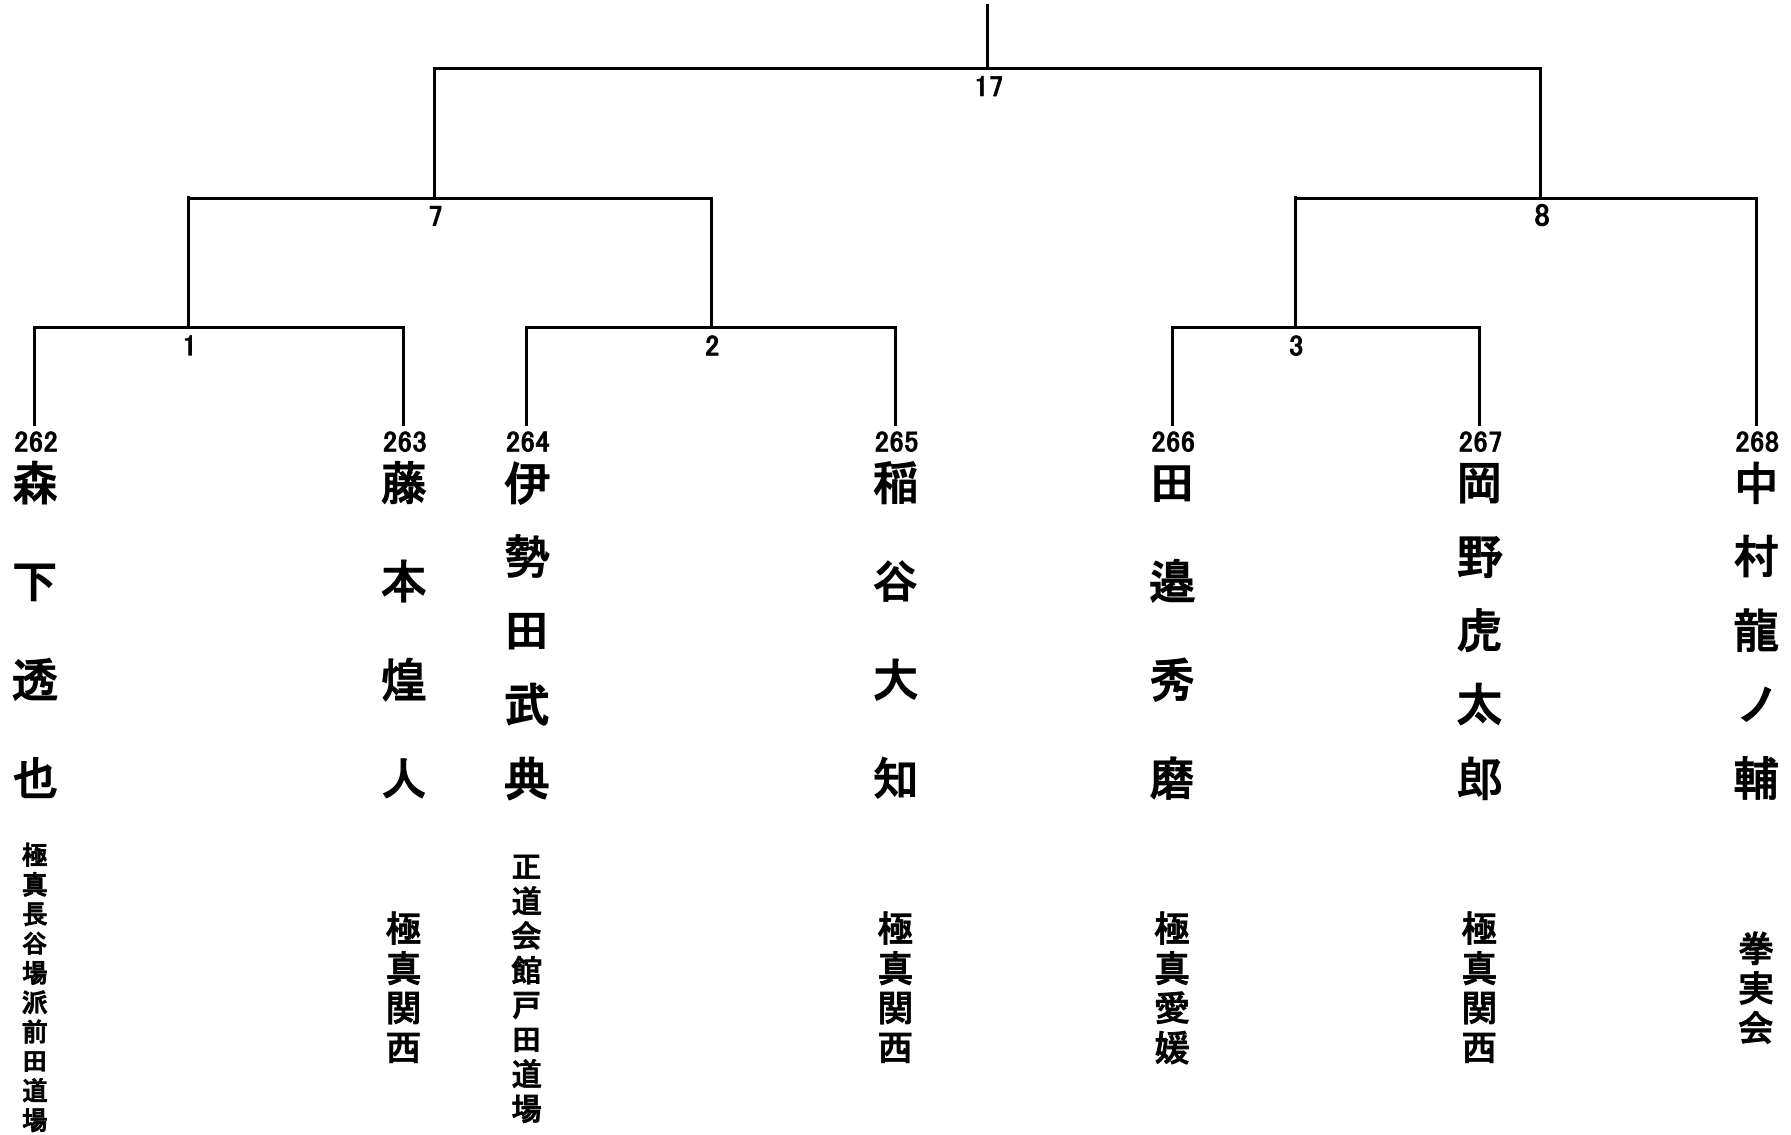 17
7
8
1
2
3
262
森下透也
極真長谷場派前田道場
263
藤本煌人
極真関西
264
伊勢田武典
正道会館戸田道場
265
稲谷大知
極真関西
266
田邉秀磨
極真愛媛
267
岡野虎太郎
極真関西
268
中村龍ノ輔
拳実会